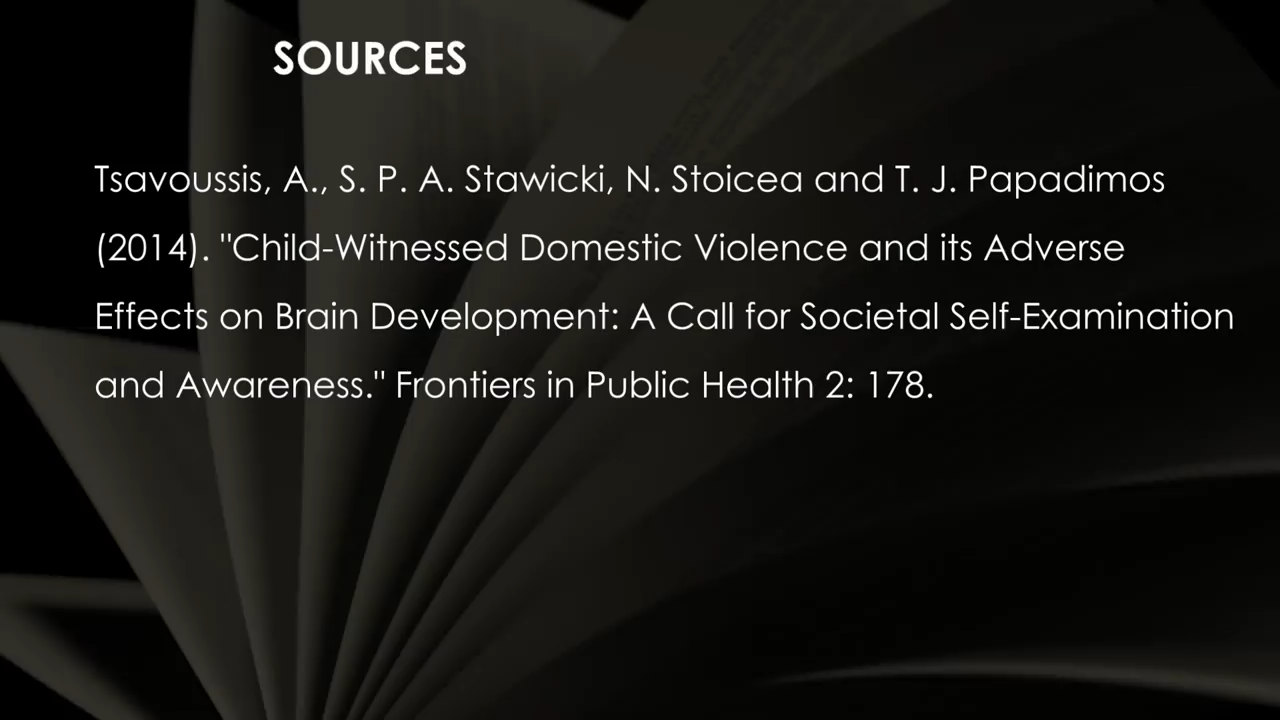 SOURCES
Tsavoussis, A., S. P. A. Stawicki, N. Stoicea and T. J. Papadimos
(2014). "Child-Witnessed Domestic Violence and its Adverse
Effects on Brain Development: A Call for Societal Self-Examination
and Awareness." Frontiers in Public Health 2: 178.